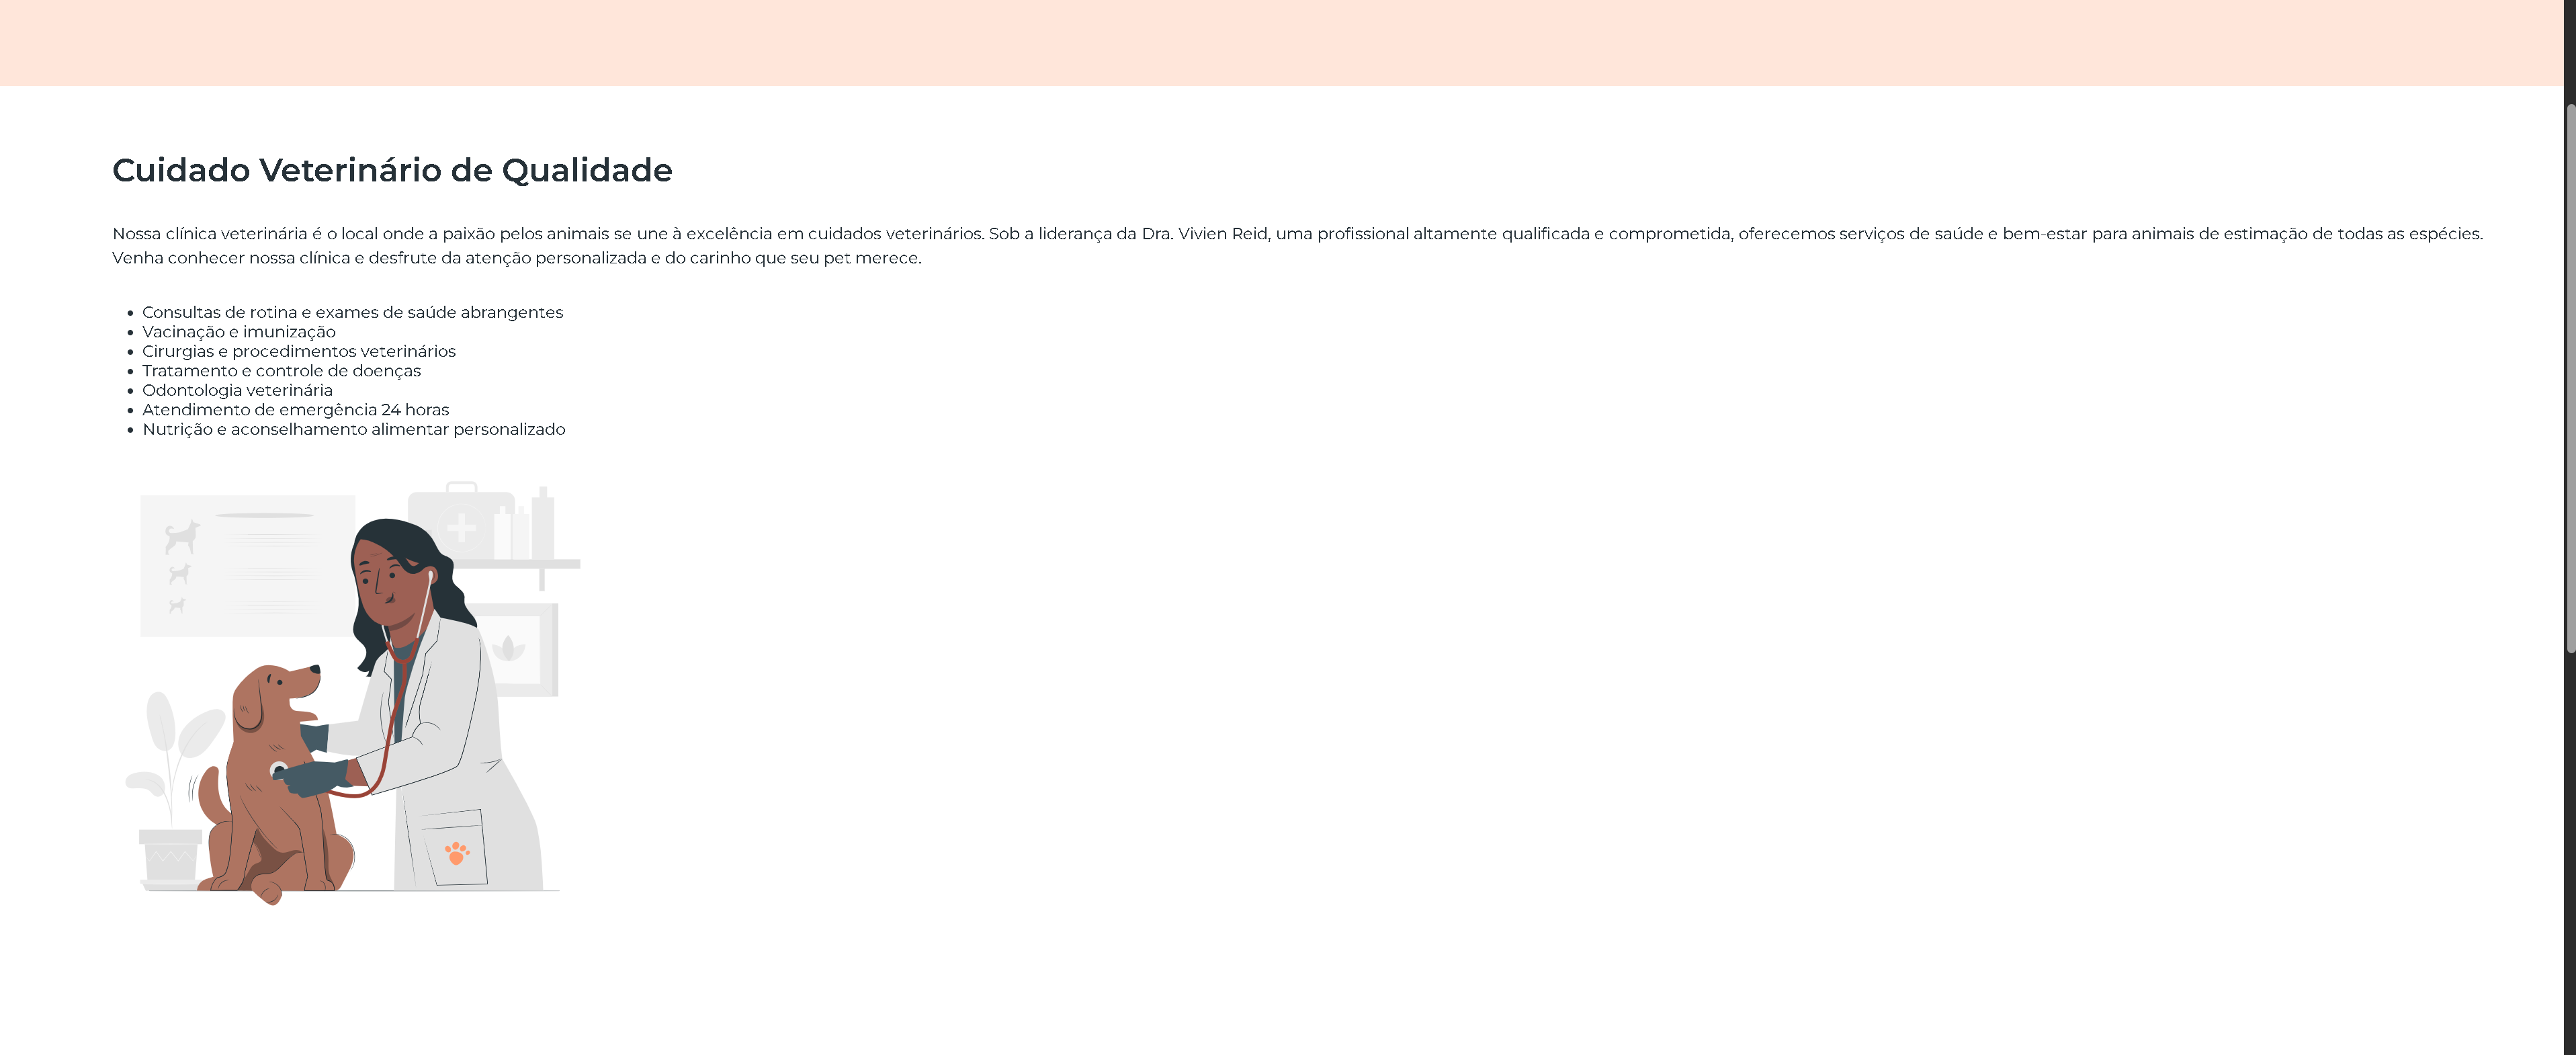 Cuidado Veterinário de Qualidade
Nossa clínica veterinária é o local onde a paixão pelos animais se une à excelência em cuidados veterinários. Sob a liderança da Dra. Vivien Reid, uma profissional altamente qualificada e comprometida, oferecemos serviços de saúde e bem-estar para animais de estimação de todas as espécies.
Venha conhecer nossa clínica e desfrute da atenção personalizada e do carinho que seu pet merece.
• Consultas de rotina e exames de saúde abrangentes
• Vacinação e imunização
• Cirurgias e procedimentos veterinários
• Tratamento e controle de doenças
• Odontologia veterinária
• Atendimento de emergência 24 horas
• Nutrição e aconselhamento alimentar personalizado